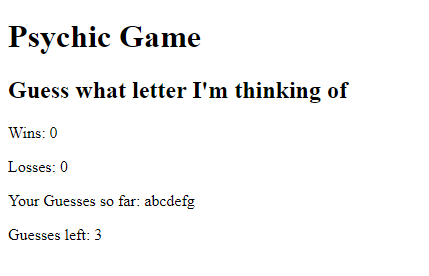 Psychic Game
Guess what letter I'm thinking of
Wins: 0
Losses: 0
Your Guesses so far: abcdefg
Guesses left: 3